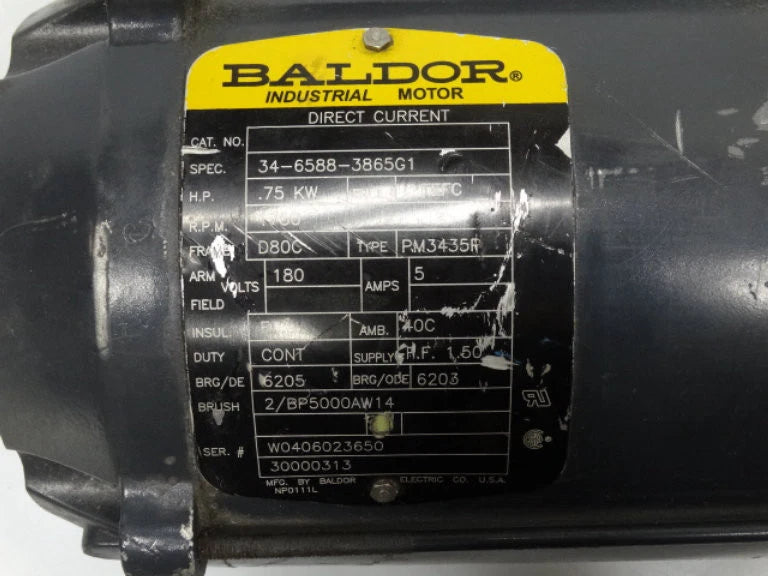 BALDOR®
INDUSTRIAL MOTOR
DIRECT CURRENT
CAT. NO.
SPEC. 34-6588-3865G1
H.P. .75 KW
R.P.M.
FRAME D80C TYPE PM3435P
ARM VOLTS 180 AMPS 5
FIELD
INSUL AMB. 40C
DUTY CONT SUPPLY R.F. 1.50
BRG/DE 6205 BRG/ODE 6203
BRUSH 2/BP5000AW14
SER. # W0406023650
30000313
MFG. BY BALDOR ELECTRIC CO. U.S.A.
NP0111L